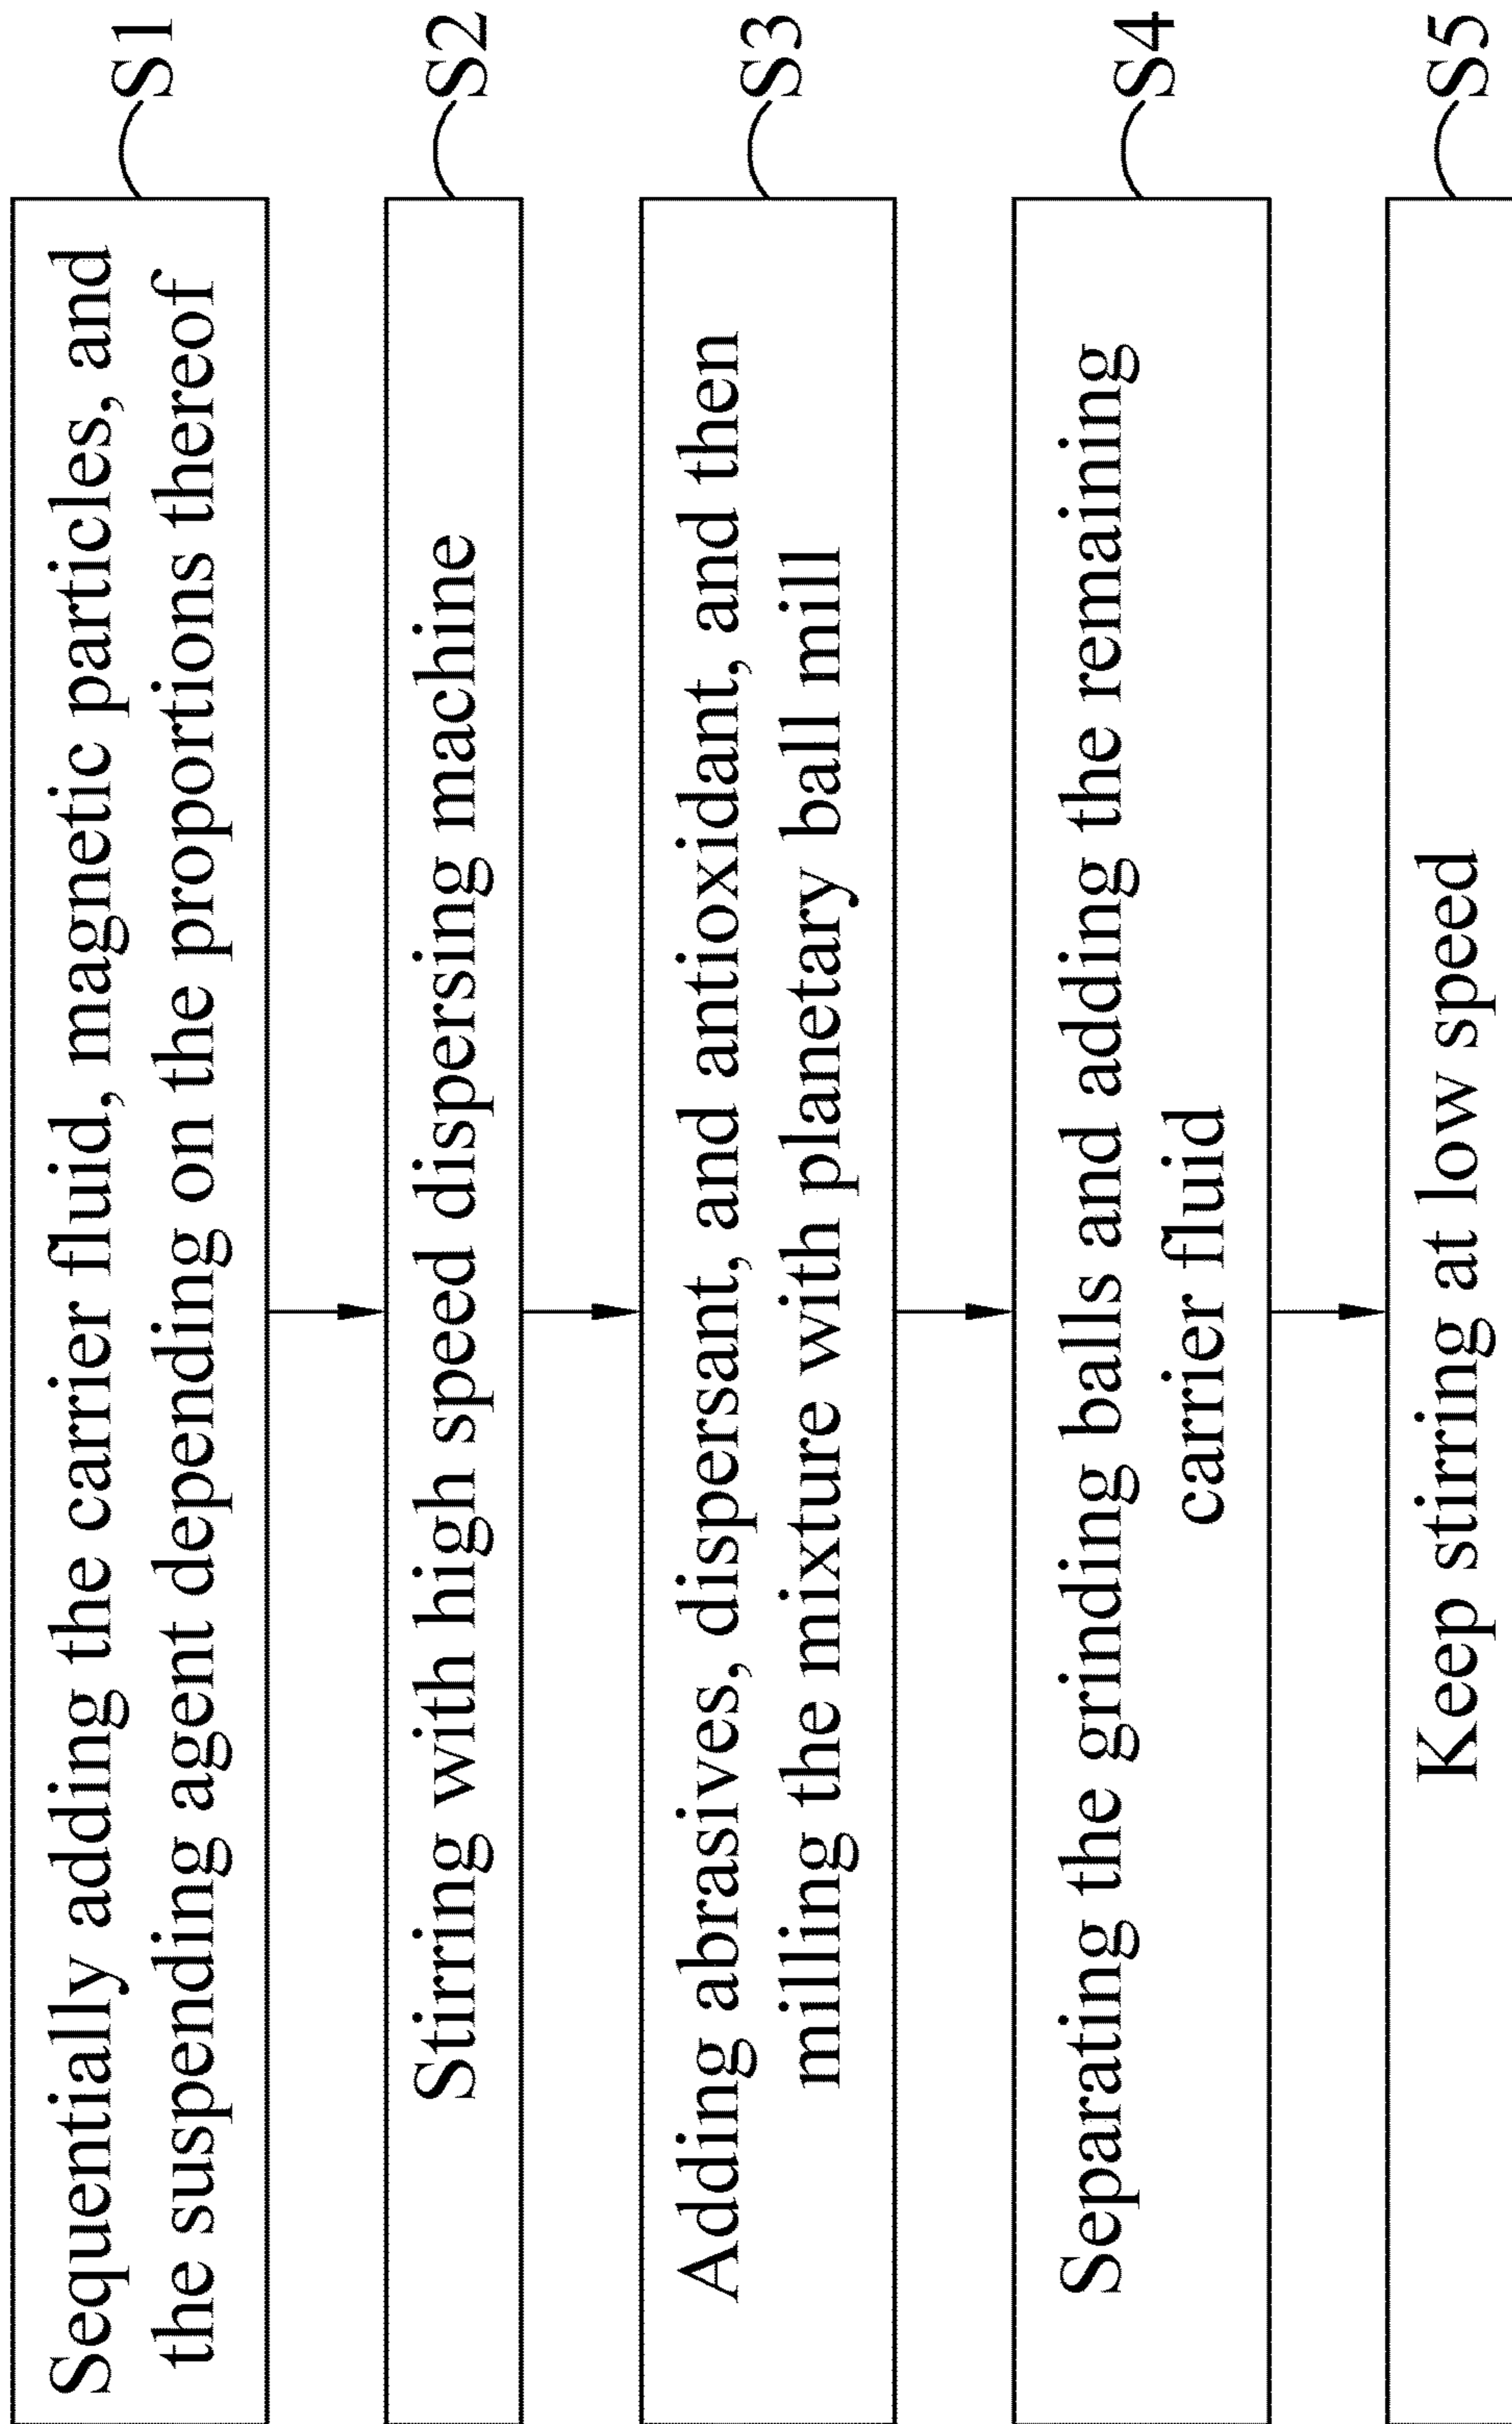 Sequentially adding the carrier fluid, magnetic particles, and
the suspending agent depending on the proportions thereof
S1
Stirring with high speed dispersing machine
S2
Adding abrasives, dispersant, and antioxidant, and then
milling the mixture with planetary ball mill
S3
Separating the grinding balls and adding the remaining
carrier fluid
S4
Keep stirring at low speed
S5